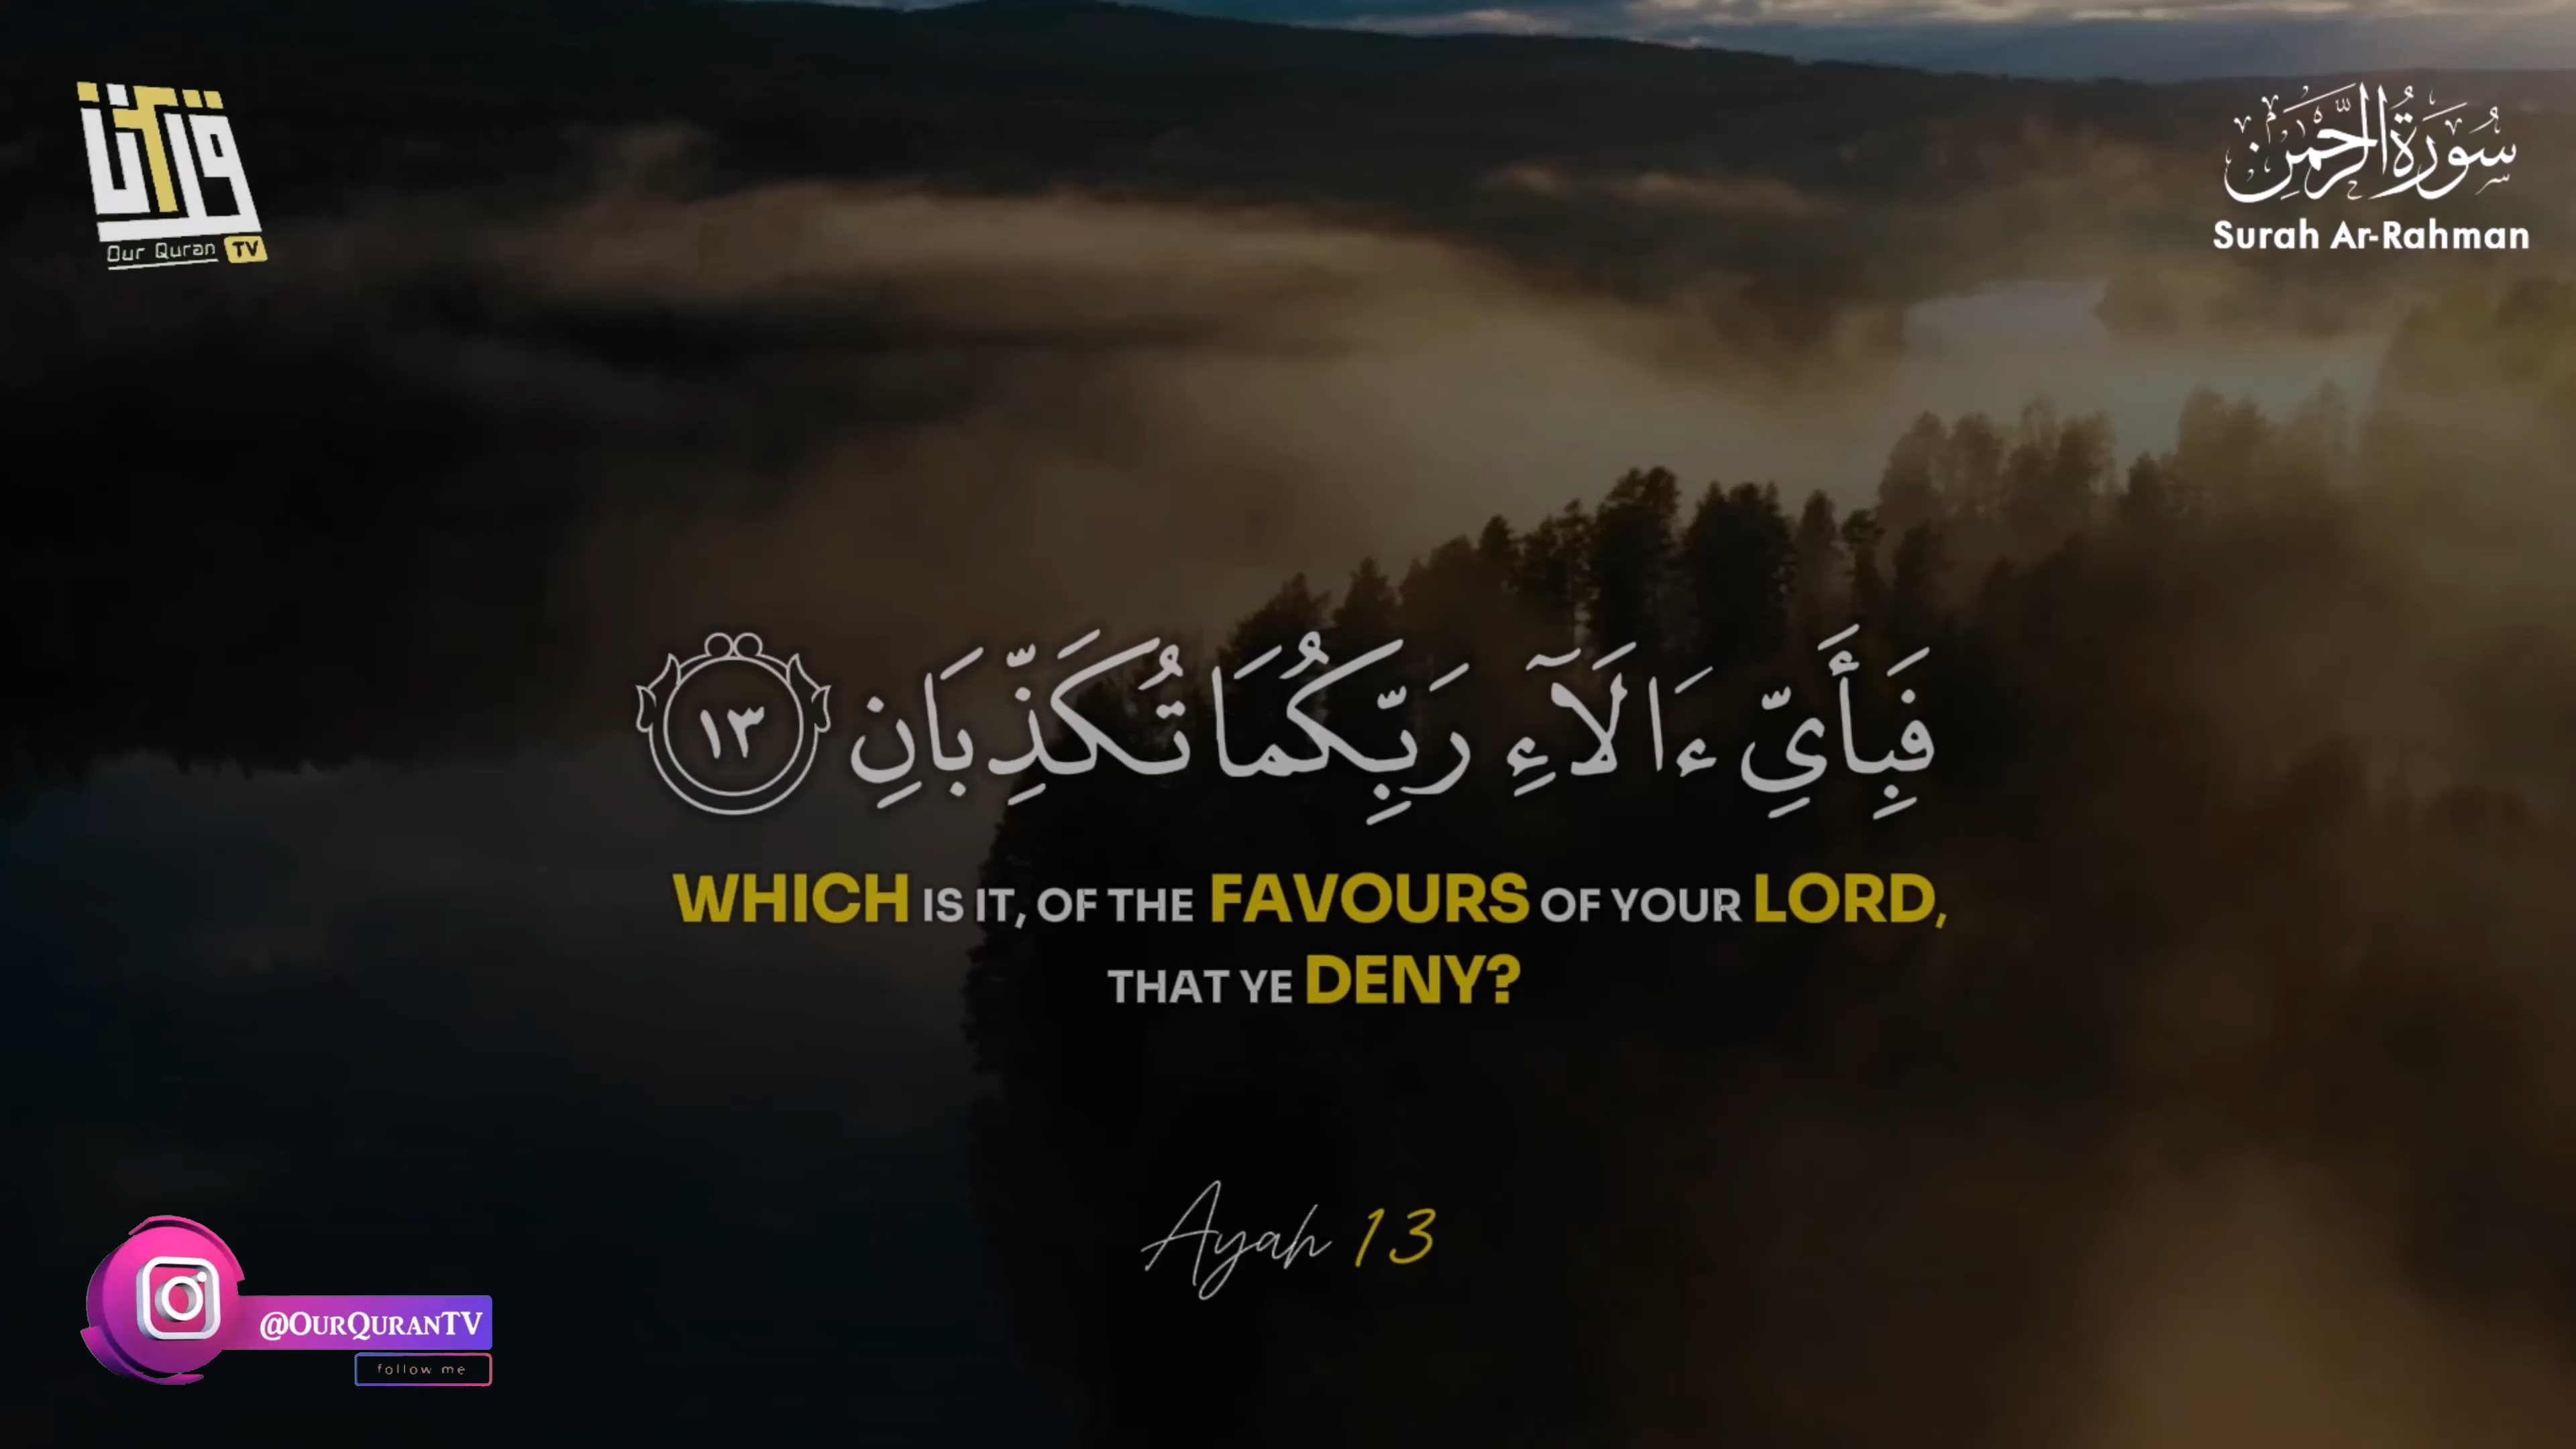 قرآننا
Our Quran TV
سُورَةُ الرَّحْمَٰن
Surah Ar-Rahman
فَبِأَيِّ ءَالَآءِ رَبِّكُمَا تُكَذِّبَانِ ١٣
WHICH IS IT, OF THE FAVOURS OF YOUR LORD,
THAT YE DENY?
Ayah 13
@OURQURANTV
follow me